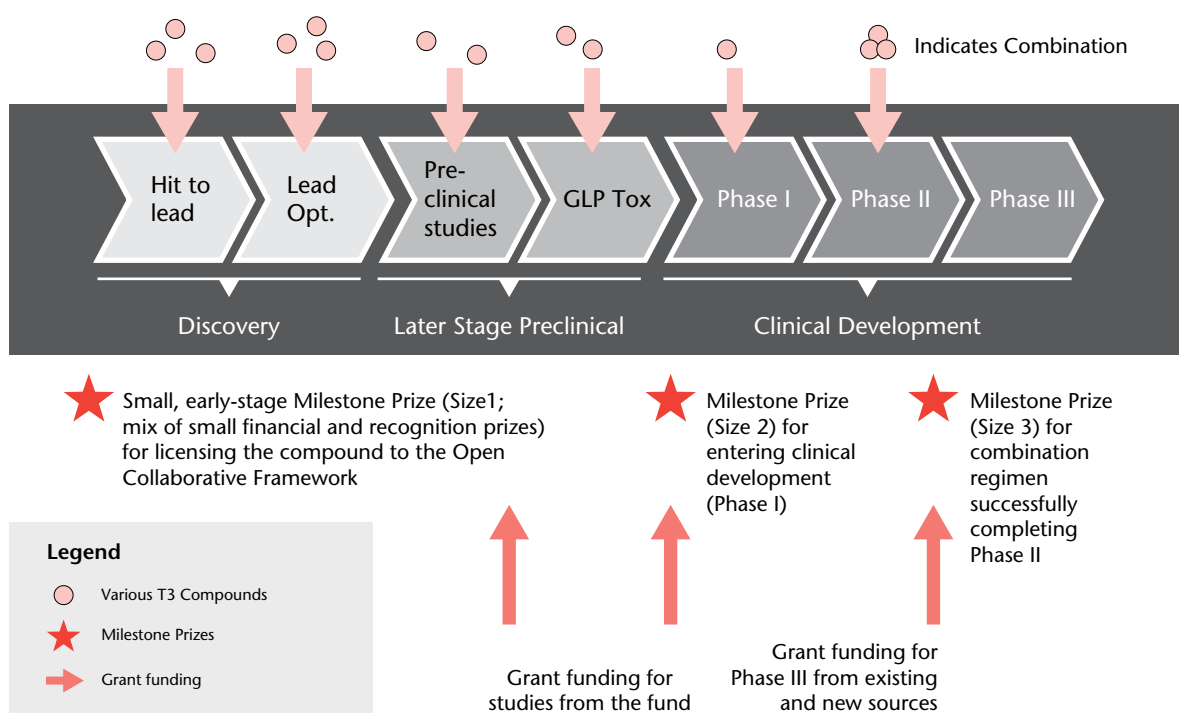 Indicates Combination
Hit to
lead
Lead
Opt.
Pre-
clinical
studies
GLP Tox
Phase I
Phase II
Phase III
Discovery
Later Stage Preclinical
Clinical Development
Small, early-stage Milestone Prize (Size1;
mix of small financial and recognition prizes)
for licensing the compound to the Open
Collaborative Framework
Milestone Prize
(Size 2) for
entering clinical
development
(Phase I)
Milestone Prize
(Size 3) for
combination
regimen
successfully
completing
Phase II
Legend
Various T3 Compounds
Milestone Prizes
Grant funding
Grant funding for
studies from the fund
Grant funding for
Phase III from existing
and new sources